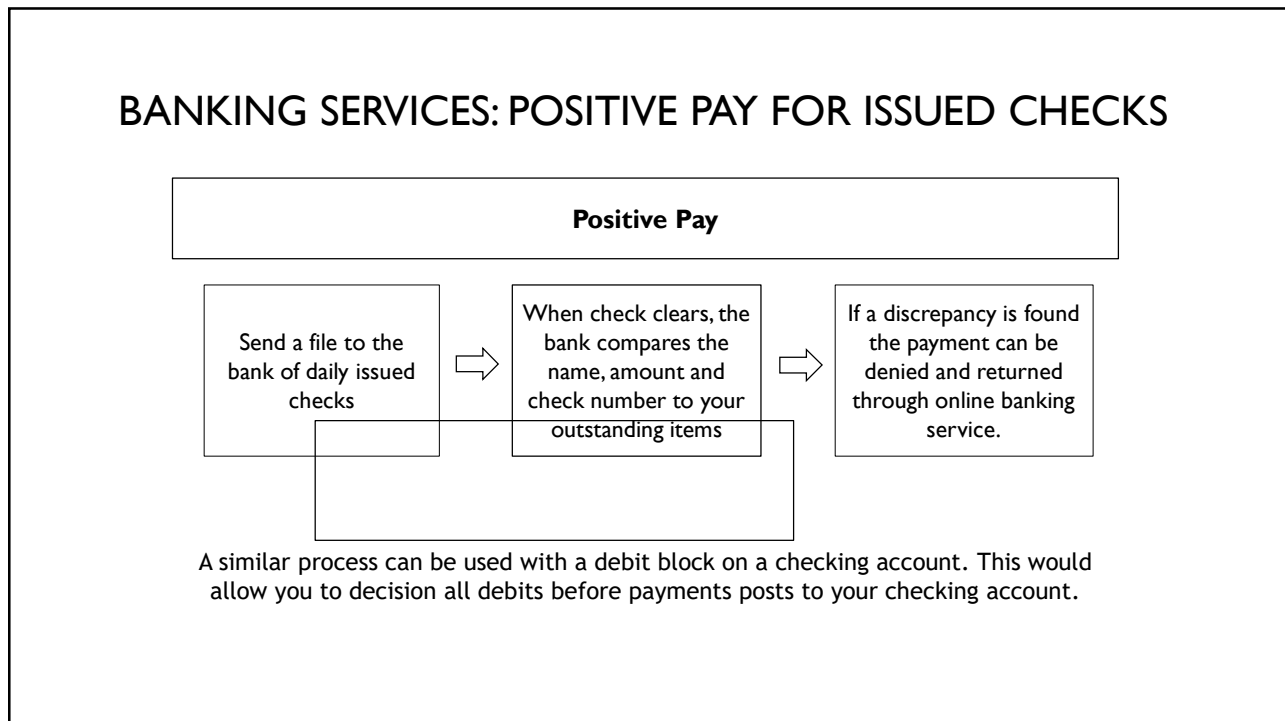 BANKING SERVICES: POSITIVE PAY FOR ISSUED CHECKS
Positive Pay
Send a file to the
bank of daily issued
checks
When check clears, the
bank compares the
name, amount and
check number to your
outstanding items
If a discrepancy is found
the payment can be
denied and returned
through online banking
service.
A similar process can be used with a debit block on a checking account. This would
allow you to decision all debits before payments posts to your checking account.